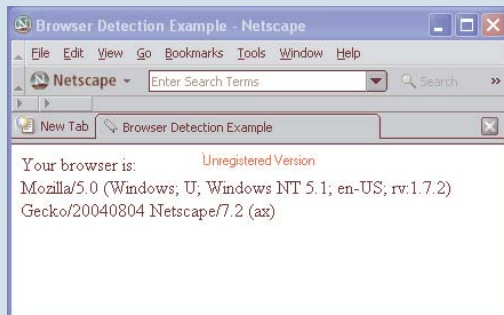 Browser Detection Example - Netscape
File Edit View Go Bookmarks Tools Window Help
Netscape Enter Search Terms Search »
New Tab Browser Detection Example
Unregistered Version
Your browser is:
Mozilla/5.0 (Windows; U; Windows NT 5.1; en-US; rv:1.7.2)
Gecko/20040804 Netscape/7.2 (ax)